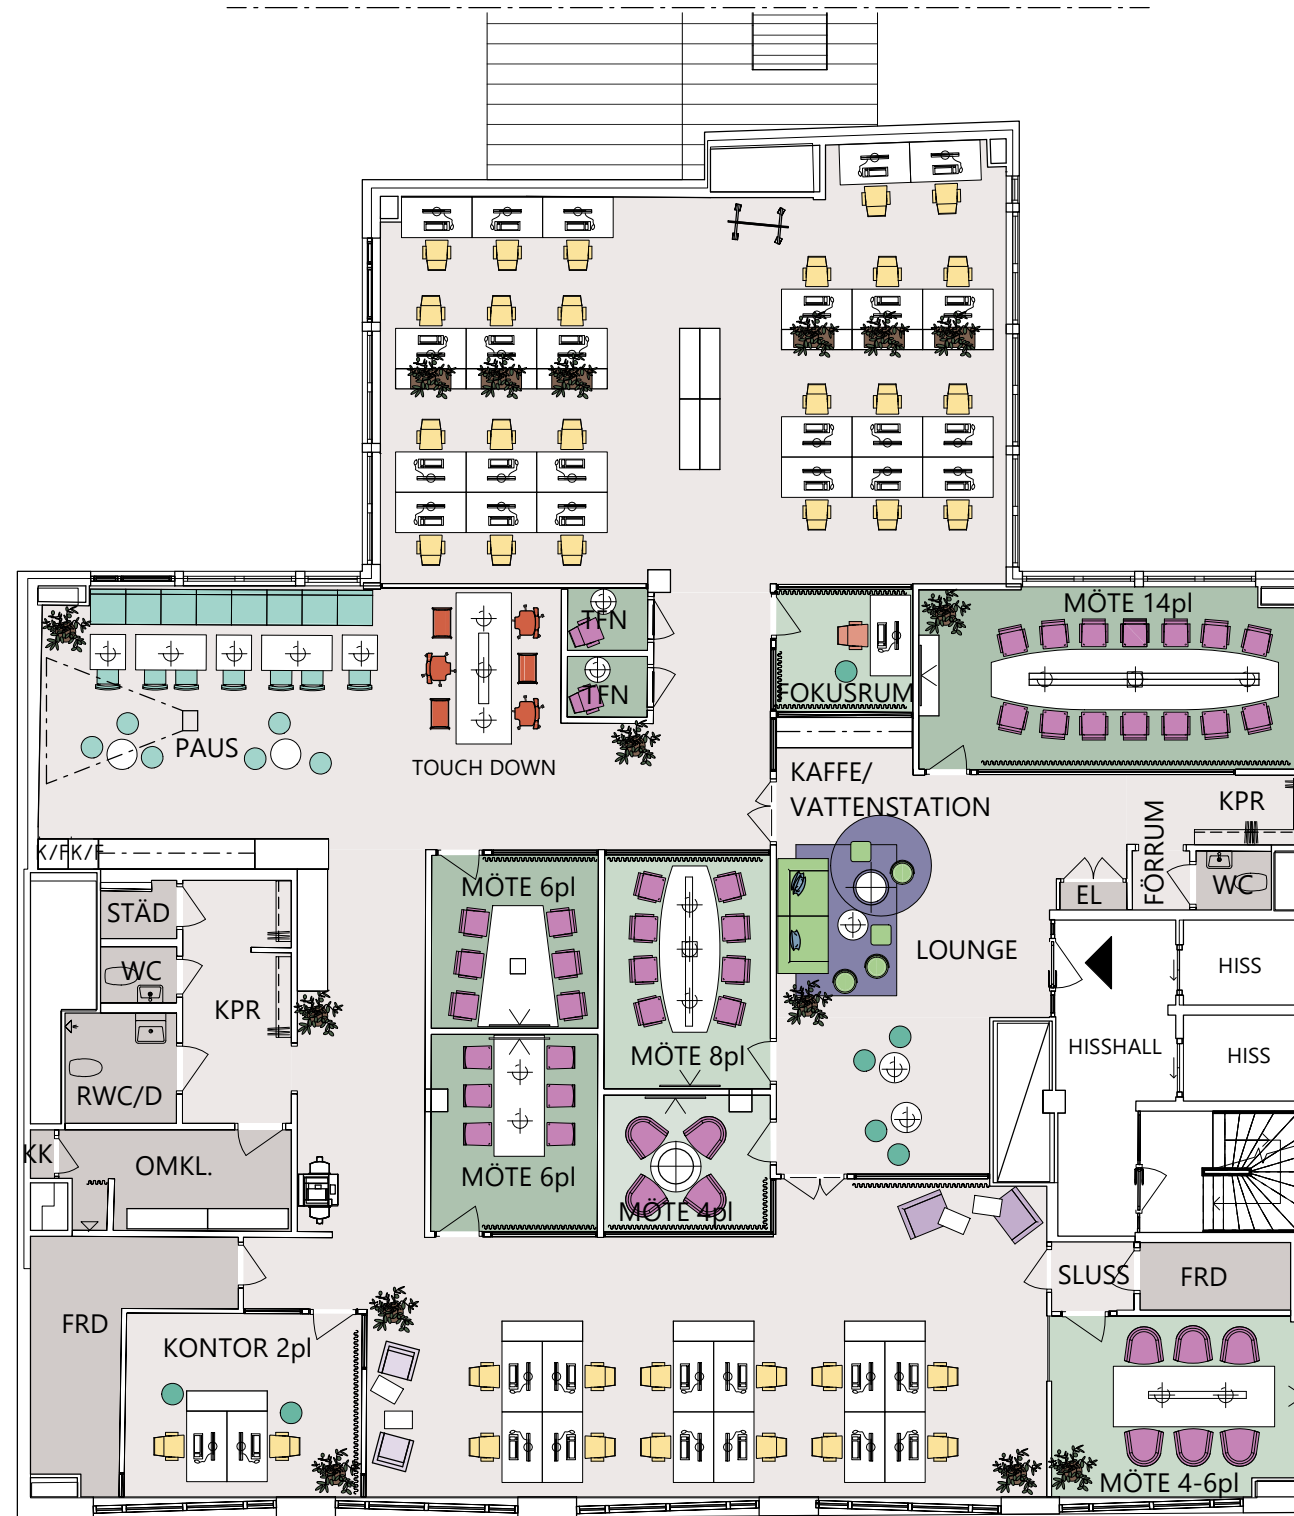 MÖTE 14pl
TFN
TFN
FOKUSRUM
PAUS
TOUCH DOWN
KAFFE/
VATTENSTATION
KPR
FÖRRUM
K/F K/F
STÄD
MÖTE 6pl
EL
WC
WC
LOUNGE
HISS
KPR
MÖTE 8pl
HISSHALL
HISS
RWC/D
KK
OMKL.
MÖTE 6pl
MÖTE 4pl
SLUSS
FRD
FRD
KONTOR 2pl
MÖTE 4-6pl